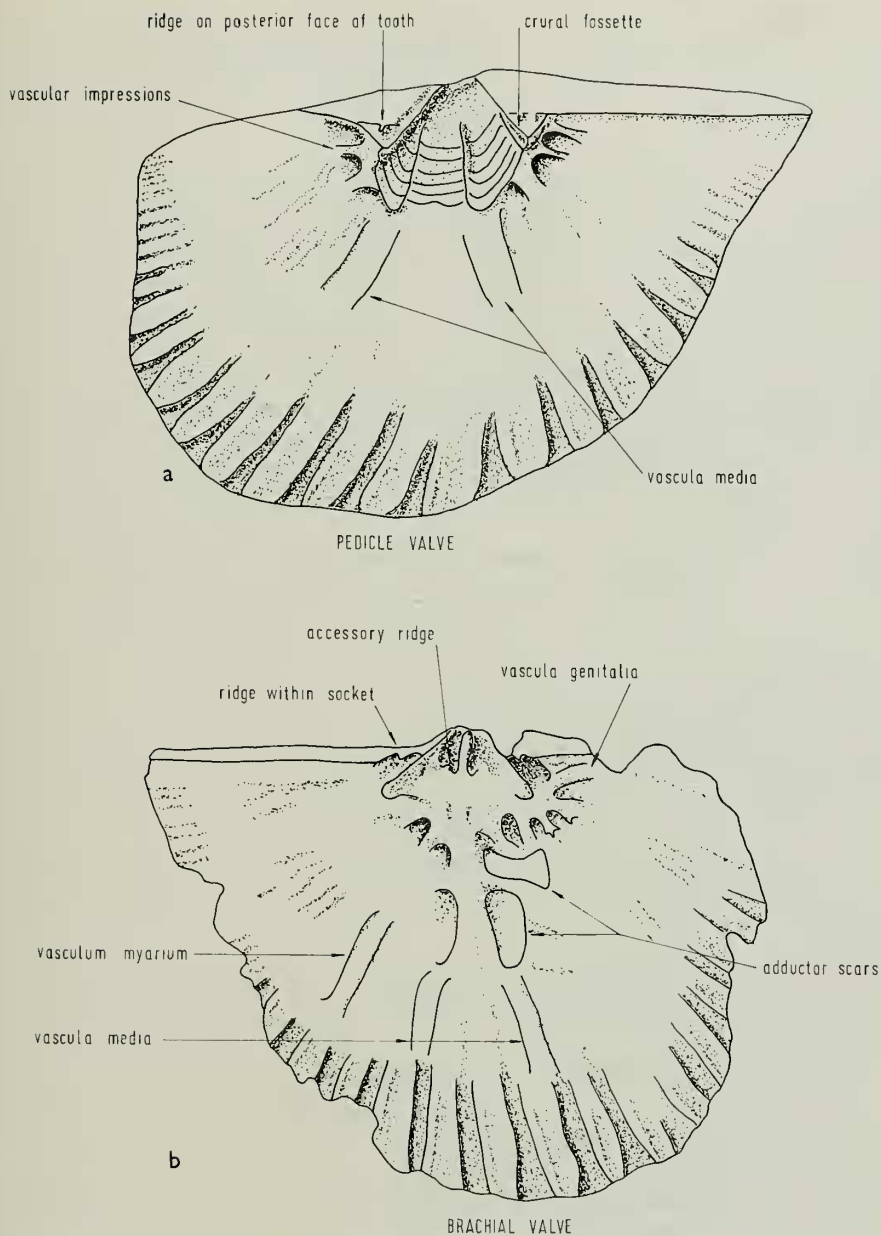 ridge on posterior face of tooth
crural fossette
vascular impressions
vascula media
a
PEDICLE VALVE
accessory ridge
vascula genitalia
ridge within socket
vasculum myarium
adductor scars
vascula media
b
BRACHIAL VALVE